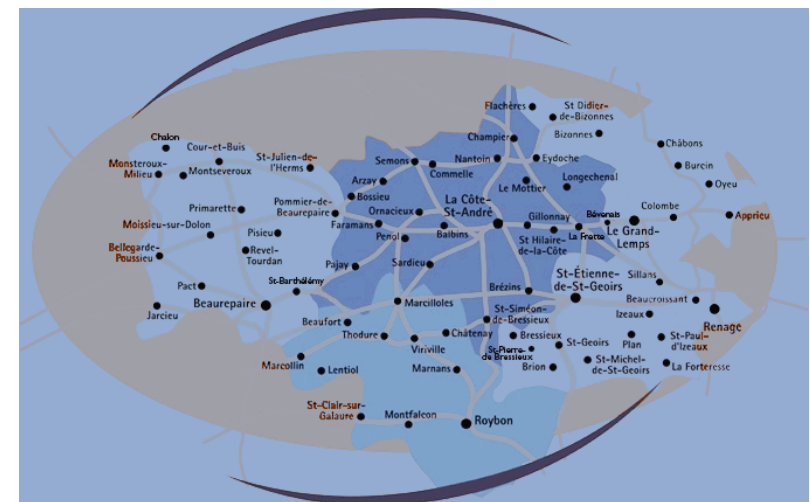 Flachères
St Didier-
de-Bizonnes
Bizonnes
Chalon
Cour-et-Buis
Champier
Châbons
Monsteroux-
Milieu
Montseveroux
St-Julien-de-
l'Herms
Semons
Commelle
Nantoin
Eydoche
Burcin
Oyeu
Arzay
Bossieu
Le Mottier
Longechenal
Primarette
Pommier-de-
Beaurepaire
Ornacieux
La Côte-
St-André
Gillonnay
Bévenais
Colombe
Apprieu
Moissieu-sur-Dolon
Pisieu
Faramans
Penol
Balbins
St Hilaire-
de-la-Côte
La Frette
Le Grand-
Lemps
Bellegarde-
Poussieu
Revel-
Tourdan
Pajay
Sardieu
St-Étienne-
de-St-Geoirs
Sillans
Pact
St-Barthélémy
Brézins
Beaucroissant
Jarcieu
Beaurepaire
Marcilloles
Izeaux
Renage
Beaufort
St-Siméon-
de-Bressieux
Thodure
Châtenay
Viriville
Bressieux
St-Pierre-
de Bressieux
St-Geoirs
Plan
St-Paul-
d'Izeaux
Marcollin
Lentiol
Marnans
Brion
St-Michel-
de-St-Geoirs
La Forteresse
St-Clair-sur-
Galaure
Montfalcon
Roybon